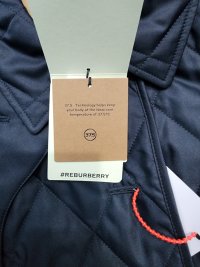 37.5 Technology helps keep
your body at the ideal core
temperature of 37.5°C
37.5
#REBURBERRY